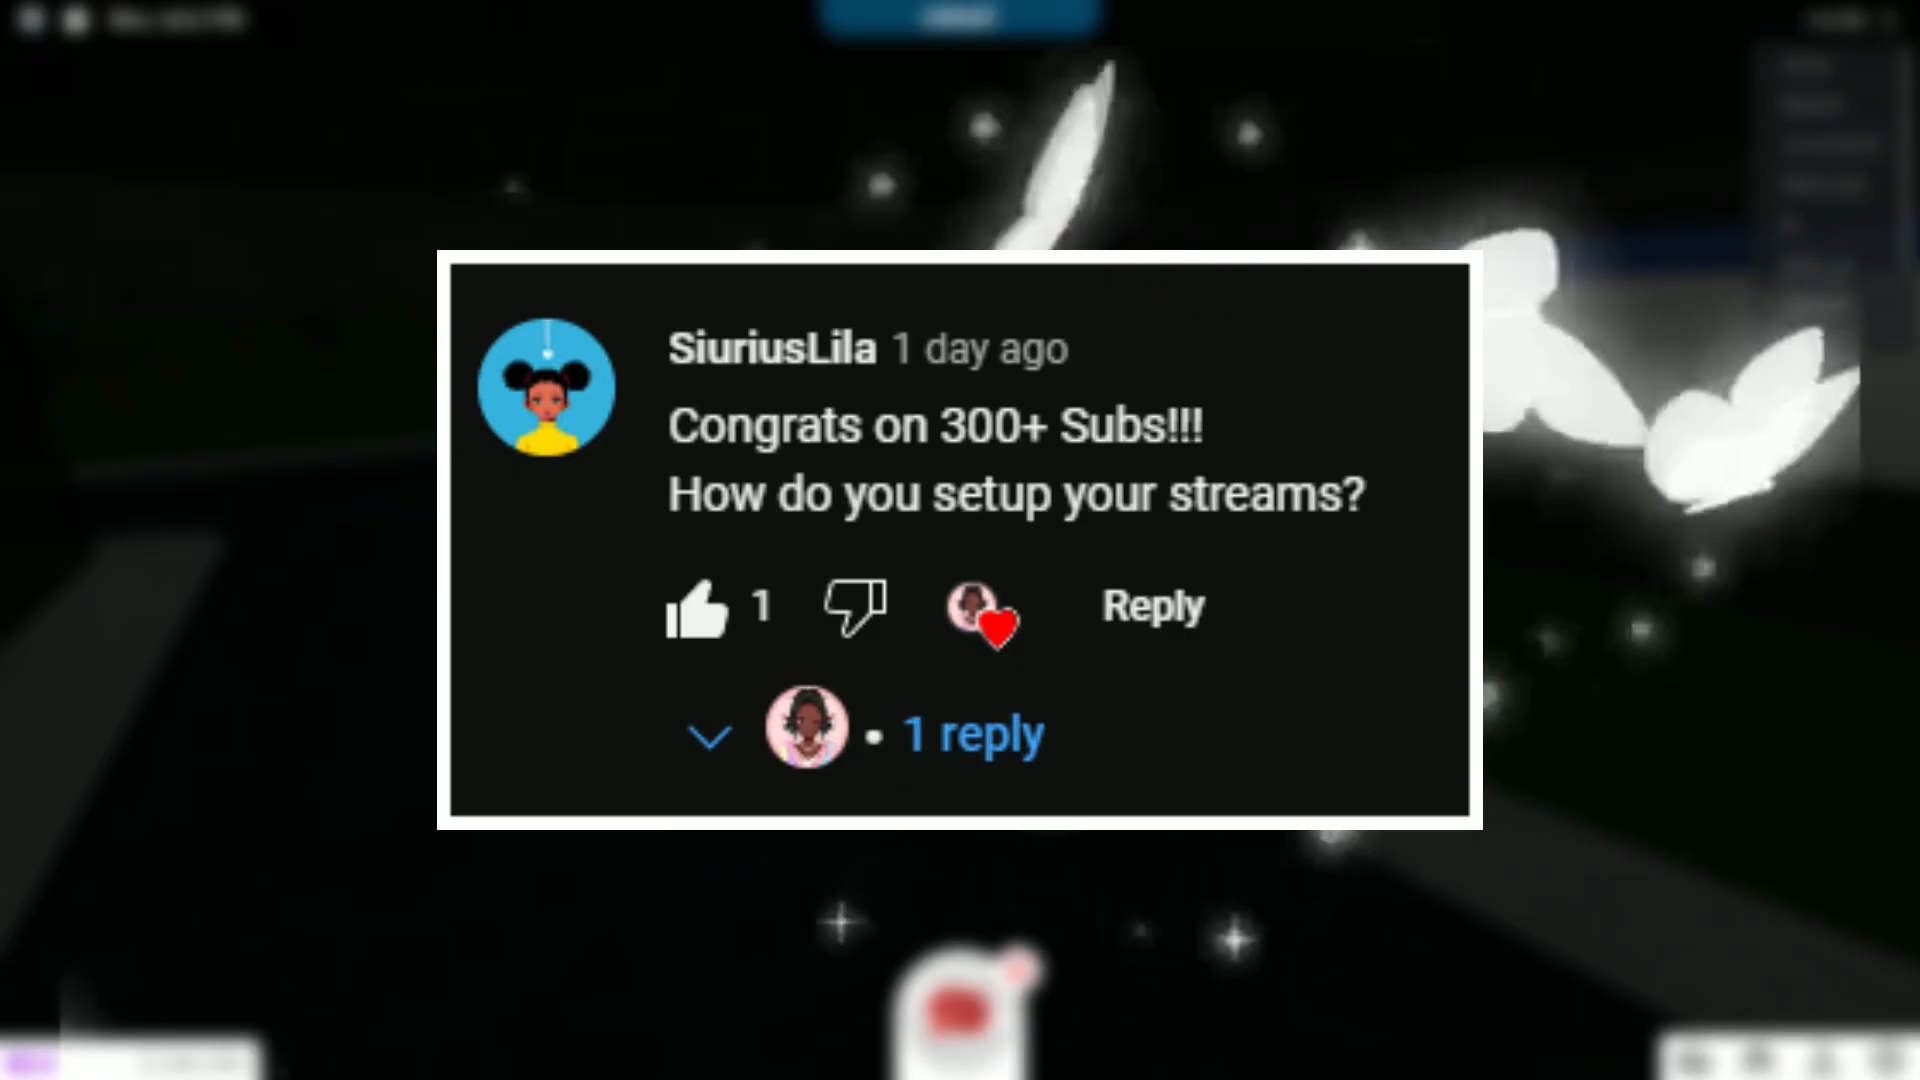 SiuriusLila 1 day ago
Congrats on 300+ Subs!!!
How do you setup your streams?
1
Reply
1 reply